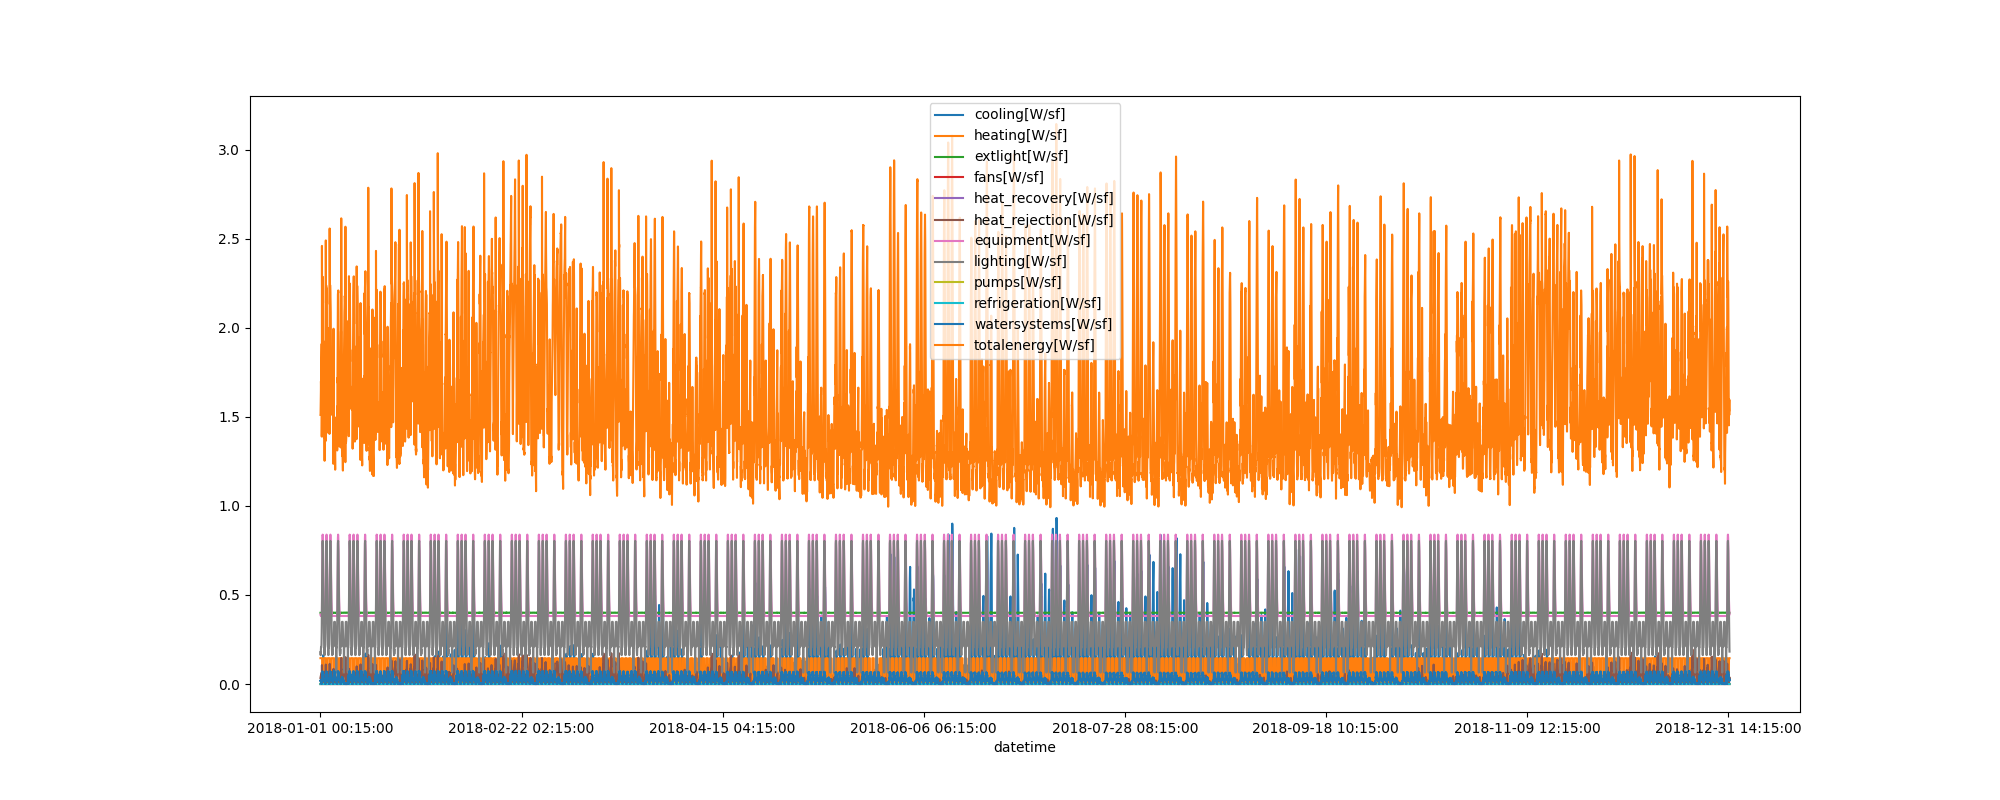 3.0
2.5
2.0
1.5
1.0
0.5
0.0
cooling[W/sf]
heating[W/sf]
extlight[W/sf]
fans[W/sf]
heat_recovery[W/sf]
heat_rejection[W/sf]
equipment[W/sf]
lighting[W/sf]
pumps[W/sf]
refrigeration[W/sf]
watersystems[W/sf]
totalenergy[W/sf]
2018-01-01 00:15:00 2018-02-22 02:15:00 2018-04-15 04:15:00 2018-06-06 06:15:00 2018-07-28 08:15:00 2018-09-18 10:15:00 2018-11-09 12:15:00 2018-12-31 14:15:00
datetime